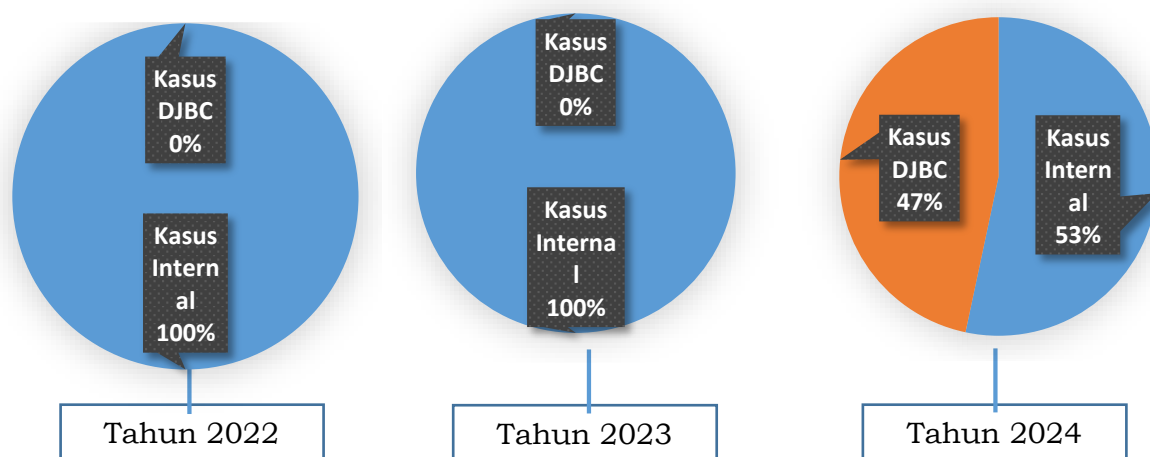 Kasus
DJBC
0%
Kasus
Intern
al
100%
Tahun 2022
Kasus
DJBC
0%
Kasus
Interna
l
100%
Tahun 2023
Kasus
DJBC
47%
Kasus
Intern
al
53%
Tahun 2024